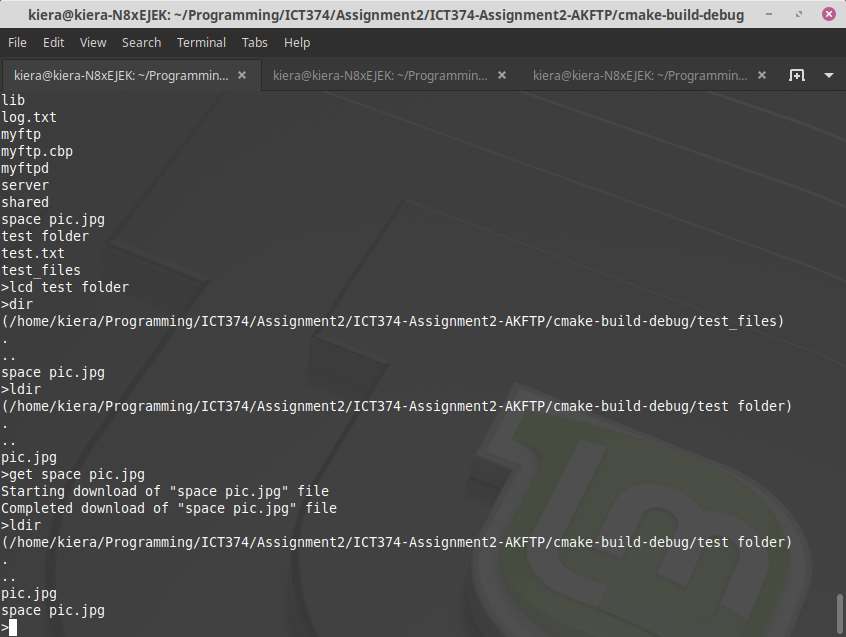 kiera@kiera-N8xEJEK: ~/Programming/ICT374/Assignment2/ICT374-Assignment2-AKFTP/cmake-build-debug
File Edit View Search Terminal Tabs Help
kiera@kiera-N8xEJEK: ~/Programmin... × kiera@kiera-N8xEJEK: ~/Programmin... × kiera@kiera-N8xEJEK: ~/Programmin... ×
lib
log.txt
myftp
myftp.cbp
myftpd
server
shared
space pic.jpg
test folder
test.txt
test_files
>lcd test folder
>dir
(/home/kiera/Programming/ICT374/Assignment2/ICT374-Assignment2-AKFTP/cmake-build-debug/test_files)
.
..
space pic.jpg
>ldir
(/home/kiera/Programming/ICT374/Assignment2/ICT374-Assignment2-AKFTP/cmake-build-debug/test folder)
.
..
pic.jpg
>get space pic.jpg
Starting download of "space pic.jpg" file
Completed download of "space pic.jpg" file
>ldir
(/home/kiera/Programming/ICT374/Assignment2/ICT374-Assignment2-AKFTP/cmake-build-debug/test folder)
.
..
pic.jpg
space pic.jpg
>